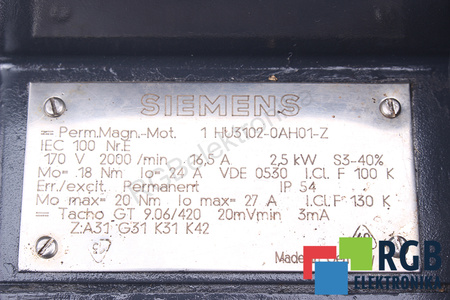 SIEMENS
Perm.Magn.-Mot. 1 HU3102-0AH01-Z
IEC 100 Nr.E
170 V 2000/min 16,5 A 2,5 kW S3-40%
Mo= 18 Nm Io= 24 A VDE 0530 I.Cl.F 100 K
Err./excit. Permanent IP 54
Mo max= 20 Nm Io max= 27 A I.Cl.F 130 K
Tacho GT 9.06/420 20mVmin 3mA
Z:A31 G31 K31 K42
Made in
RGB
ELEKTRONIKA